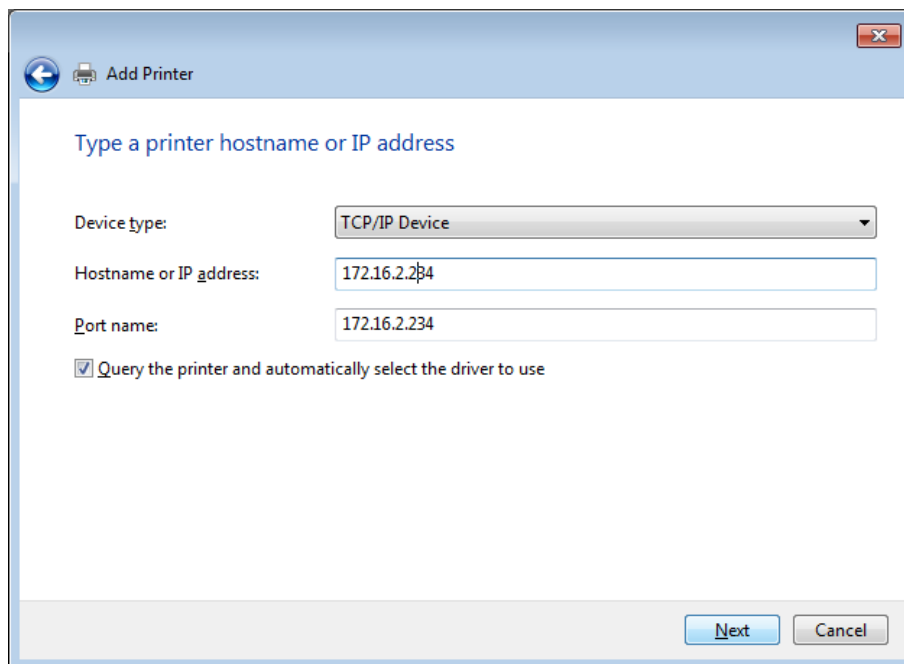 Add Printer
Type a printer hostname or IP address
Device type: TCP/IP Device
Hostname or IP address: 172.16.2.234
Port name: 172.16.2.234
Query the printer and automatically select the driver to use
Next Cancel